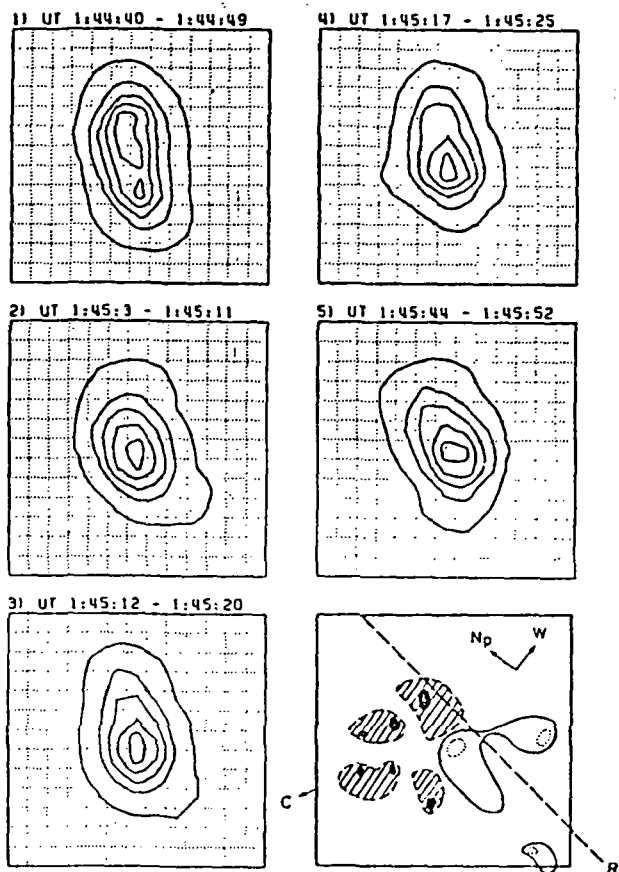 1) UT 1:44:40 - 1:44:49
4) UT 1:45:17 - 1:45:25
2) UT 1:45:3 - 1:45:11
5) UT 1:45:44 - 1:45:52
3) UT 1:45:12 - 1:45:20
Np
W
C
R